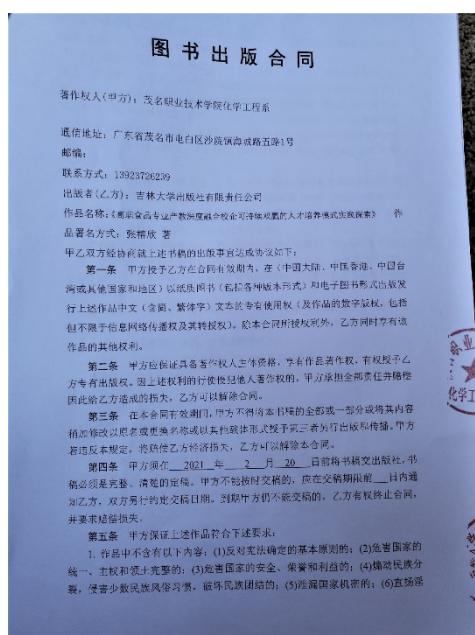 图书出版合同
著作权人(甲方)：茂名职业技术学院化学工程系
通信地址：广东省茂名市电白区沙院镇海城路五路1号
邮编：
联系方式：13923726239
出版者(乙方)：吉林大学出版社有限责任公司
作品名称：《高职食品专业产教深度融合校企可持续双赢的人才培养模式实践探索》 作
品署名方式：张榕欣 著
甲乙双方经协商就上述书稿的出版事宜达成协议如下：
第一条 甲方授予乙方在合同有效期内，在（中国大陆、中国香港、中国台
湾或其他国家和地区）以纸质图书（包括各种版本形式）和电子图书形式出版发
行上述作品中文（含简、繁体字）文本的专有使用权（及作品的数字版权，包括
但不限于信息网络传播权及其转授权）。除本合同所授权利外，乙方同时享有该
作品的其他权利。
第二条 甲方应保证具备著作权人主体资格，享有作品著作权，有权授予乙
方专有出版权。因上述权利的行使侵犯他人著作权的，甲方承担全部责任并赔偿
因此给乙方造成的损失，乙方可以解除合同。
第三条 在本合同有效期间，甲方不得将本书稿的全部或一部分或将其内容
稍加修改以原名或更换名称或以其他载体形式授予第三者另行出版和传播。甲方
若违反本规定，将赔偿乙方经济损失，乙方可以解除本合同。
第四条 甲方须在 2021 年 2 月 20 日前将书稿交出版社，书
稿必须是完整、清楚的定稿。甲方不能按时交稿的，应在交稿期限前 日内通
知乙方，双方另行约定交稿日期。到期甲方仍不能交稿的，乙方有权终止合同，
并要求赔偿损失。
第五条 甲方保证上述作品符合下述要求：
1. 作品中不含有以下内容：(1)反对宪法确定的基本原则的；(2)危害国家的
统一、主权和领土完整的；(3)危害国家的安全、荣誉和利益的；(4)煽动民族分
裂，侵害少数民族风俗习惯，破坏民族团结的；(5)泄漏国家机密的；(6)宣扬淫
职业
化学工